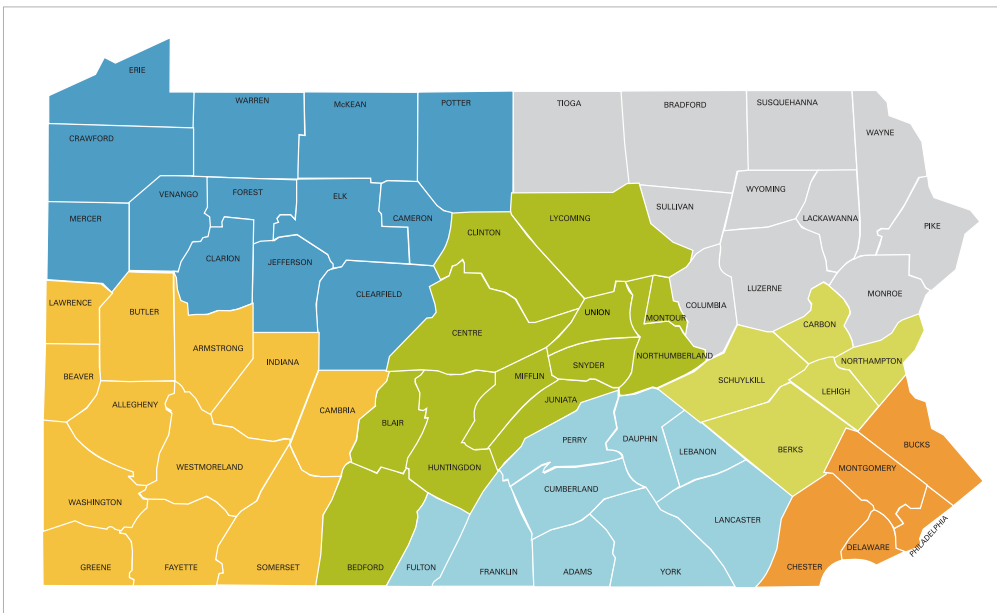 ERIE
WARREN
McKEAN
POTTER
TIOGA
BRADFORD
SUSQUEHANNA
WAYNE
CRAWFORD
VENANGO
FOREST
ELK
CAMERON
CLINTON
LYCOMING
SULLIVAN
WYOMING
LACKAWANNA
PIKE
MERCER
CLARION
JEFFERSON
CLEARFIELD
LUZERNE
COLUMBIA
MONROE
LAWRENCE
BUTLER
ARMSTRONG
INDIANA
CENTRE
UNION
MONTOUR
CARBON
BEAVER
SNYDER
NORTHUMBERLAND
NORTHAMPTON
MIFFLIN
SCHUYLKILL
LEHIGH
ALLEGHENY
CAMBRIA
BLAIR
JUNIATA
PERRY
DAUPHIN
LEBANON
BERKS
BUCKS
WESTMORELAND
HUNTINGDON
MONTGOMERY
WASHINGTON
CUMBERLAND
LANCASTER
PHILADELPHIA
DELAWARE
GREENE
FAYETTE
SOMERSET
BEDFORD
FULTON
FRANKLIN
ADAMS
YORK
CHESTER